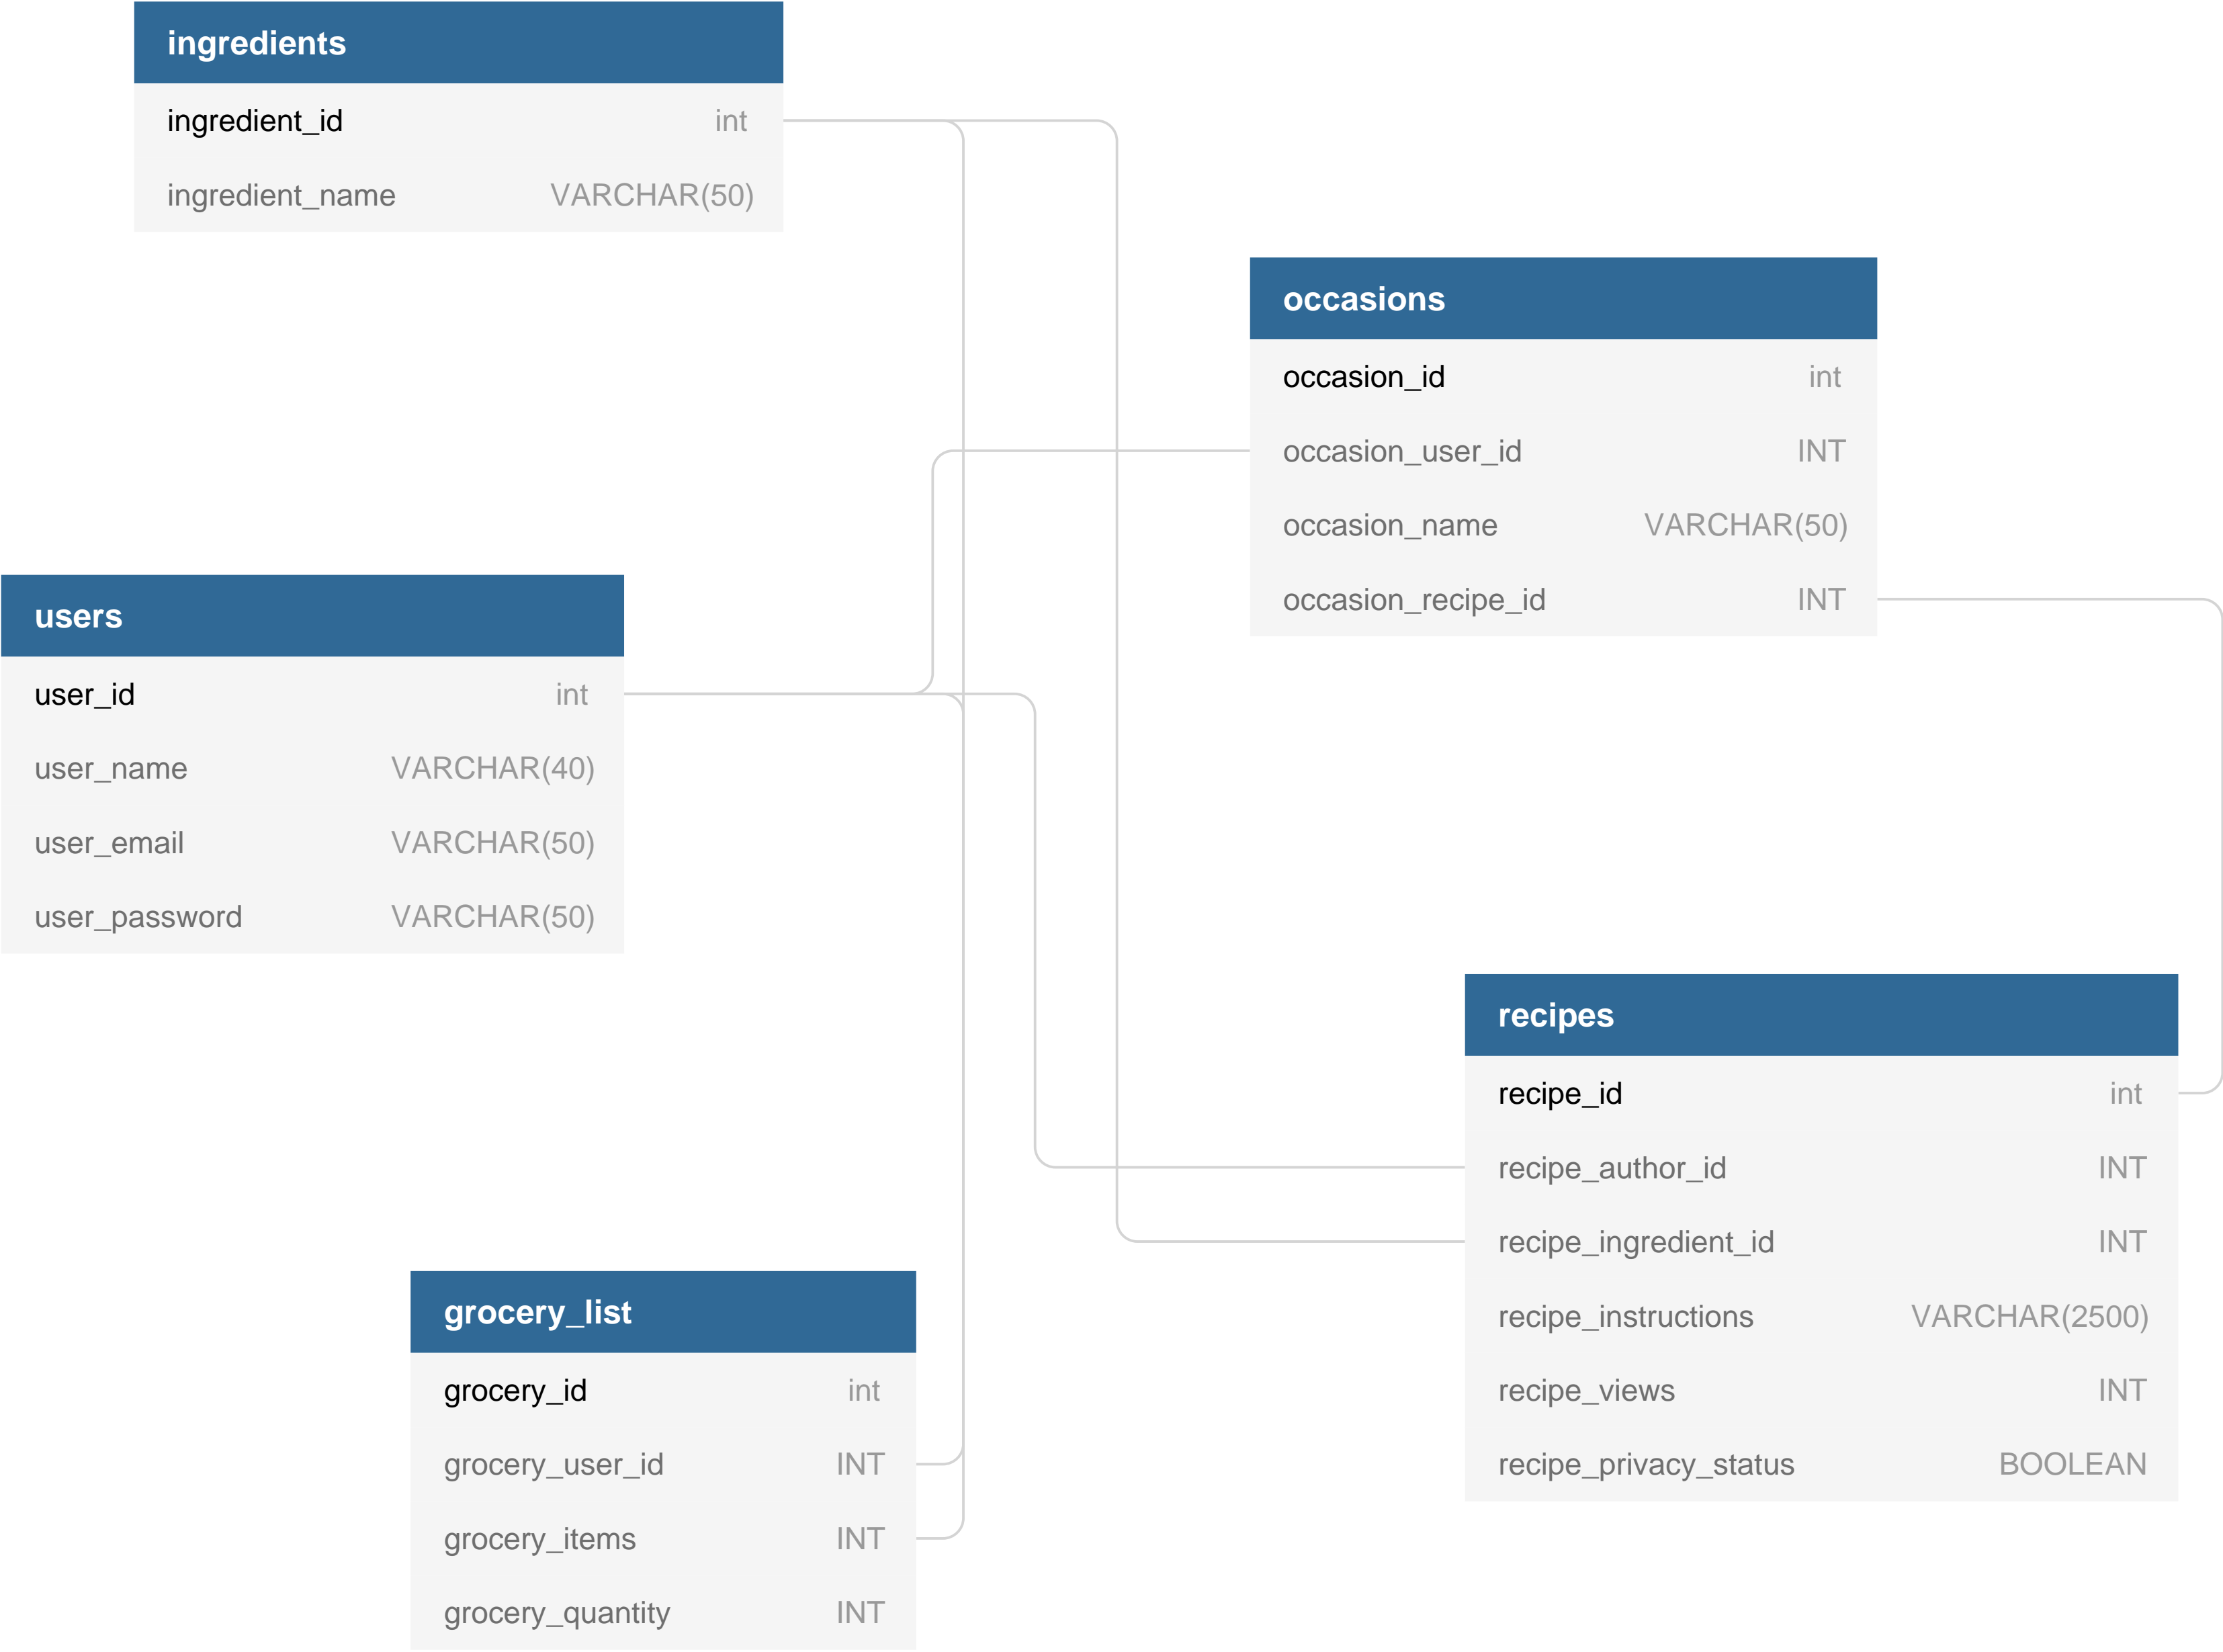 ingredients
ingredient_id int
ingredient_name VARCHAR(50)
occasions
occasion_id int
occasion_user_id INT
occasion_name VARCHAR(50)
occasion_recipe_id INT
users
user_id int
user_name VARCHAR(40)
user_email VARCHAR(50)
user_password VARCHAR(50)
recipes
recipe_id int
recipe_author_id INT
recipe_ingredient_id INT
recipe_instructions VARCHAR(2500)
recipe_views INT
recipe_privacy_status BOOLEAN
grocery_list
grocery_id int
grocery_user_id INT
grocery_items INT
grocery_quantity INT